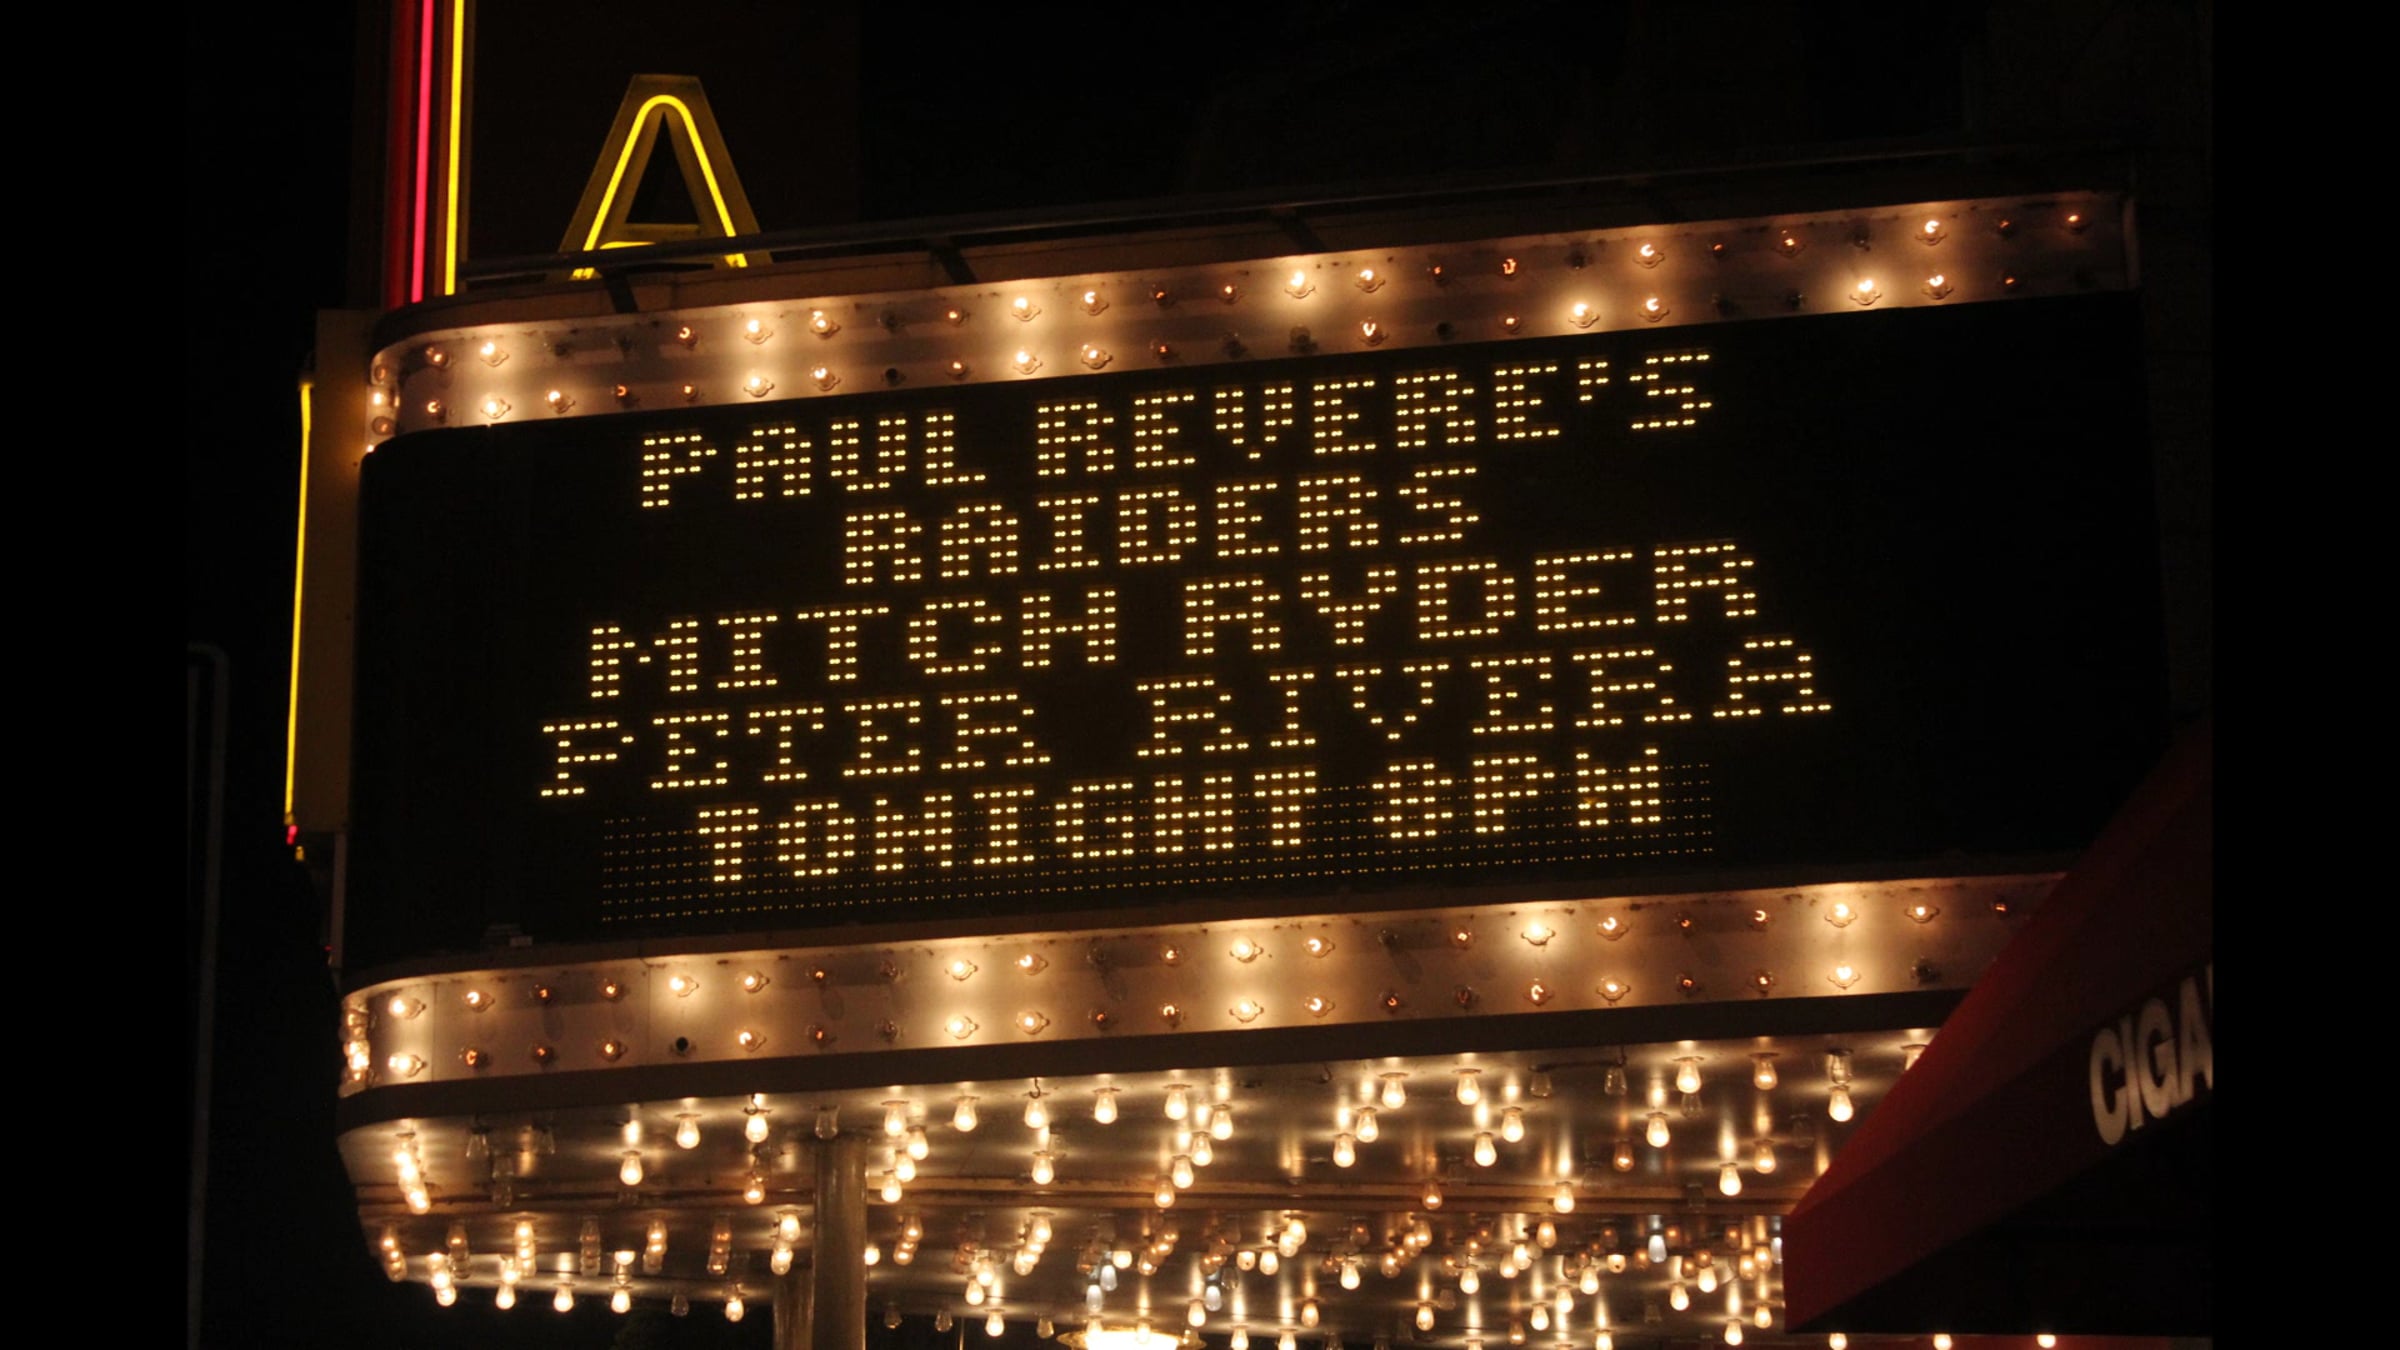 A
PAUL REVERE'S
RAIDERS
MITCH RYDER
PETER RIVERA
TONIGHT 8PM
CIGA